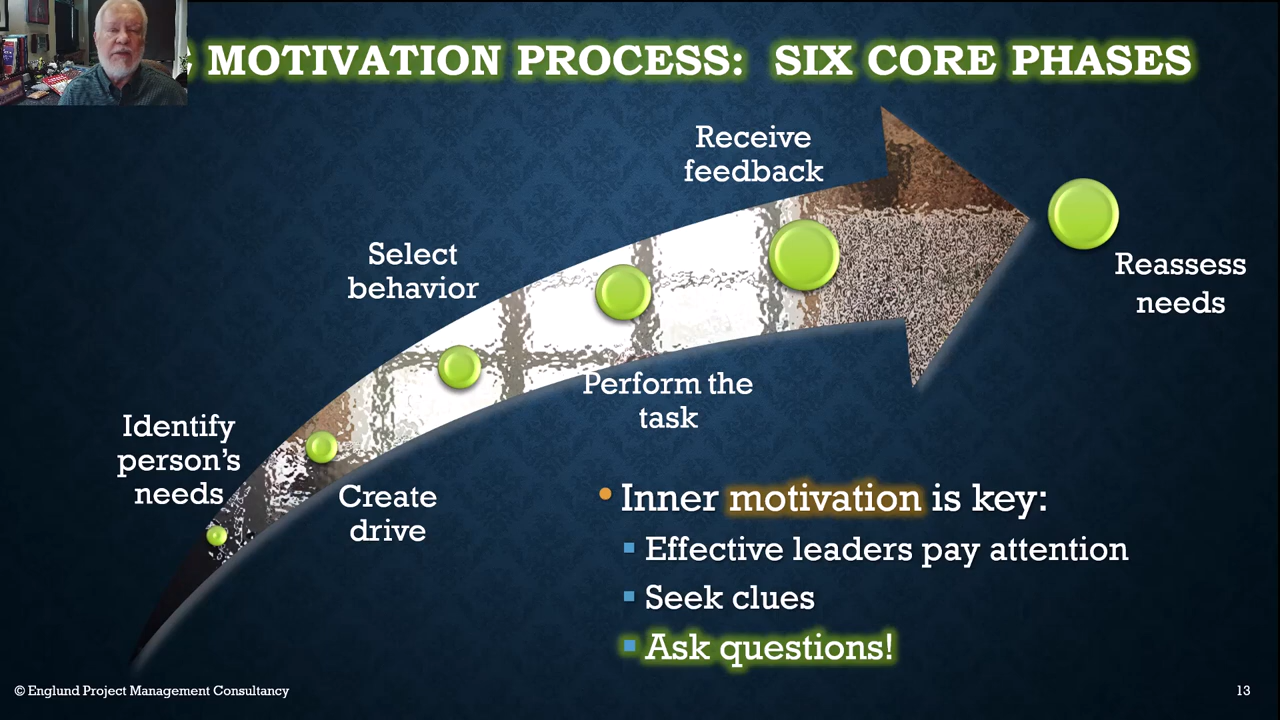 MOTIVATION PROCESS: SIX CORE PHASES
Receive
feedback
Select
behavior
Reassess
needs
Perform the
task
Identify
person's
needs
Create
drive
• Inner motivation is key:
▪ Effective leaders pay attention
▪ Seek clues
▪ Ask questions!
© Englund Project Management Consultancy
13